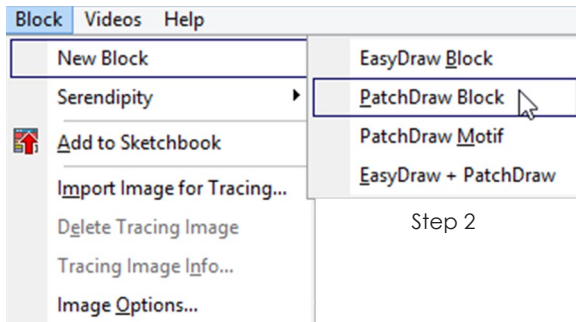 Block Videos Help
New Block
Serendipity
Add to Sketchbook
Import Image for Tracing...
Delete Tracing Image
Tracing Image Info...
Image Options...
EasyDraw Block
PatchDraw Block
PatchDraw Motif
EasyDraw + PatchDraw
Step 2